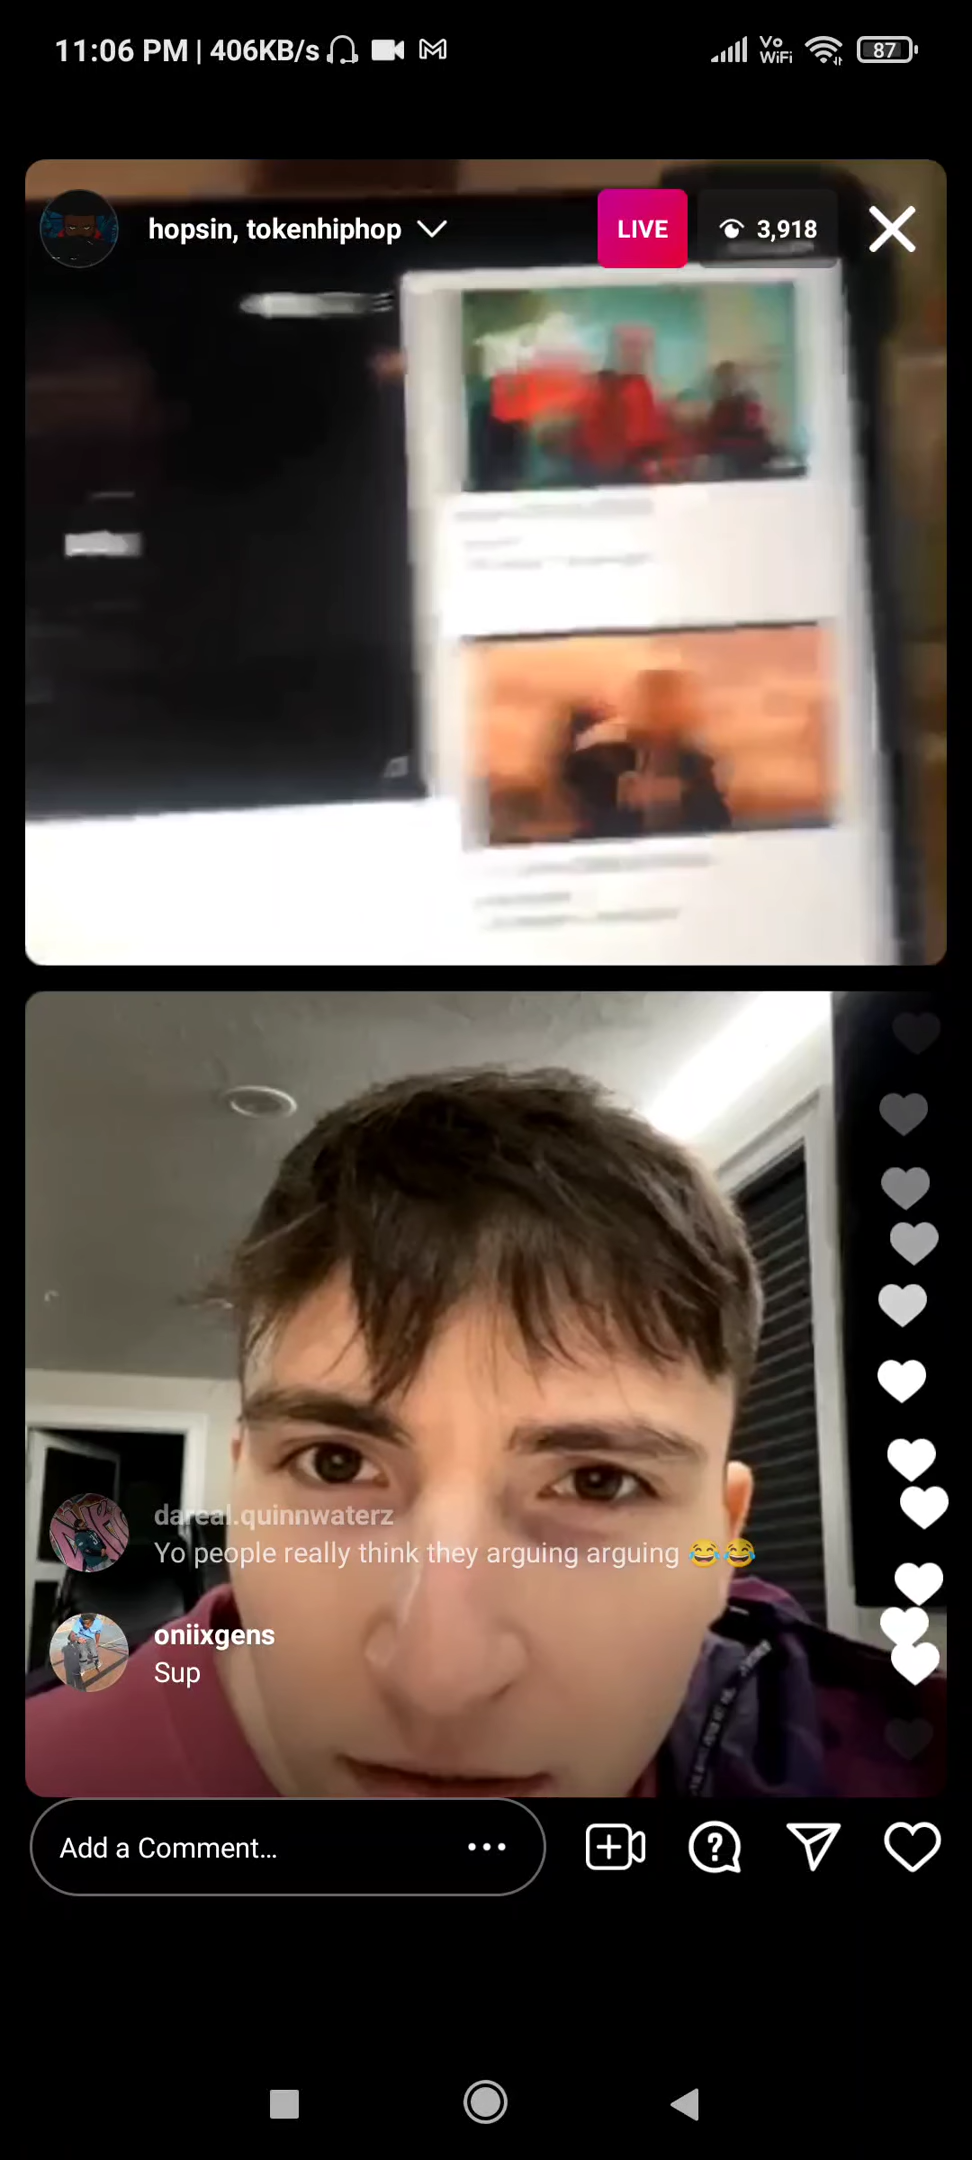 11:06 PM | 406KB/s
Vo
WiFi
87
hopsin, tokenhiphop
LIVE
3,918
dareal.quinnwaterz
Yo people really think they arguing arguing 😂😂
oniixgens
Sup
Add a Comment...